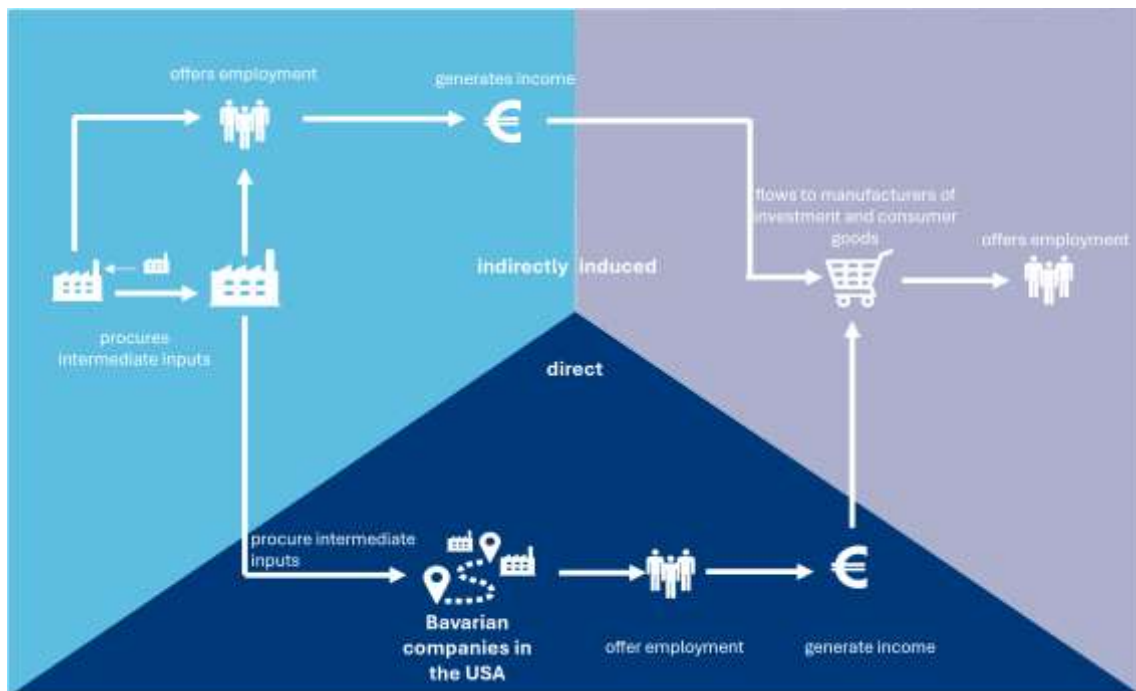 offers employment
generates income
flows to manufacturers of
investment and consumer
goods
offers employment
indirectly induced
procures
intermediate inputs
direct
procure intermediate
inputs
Bavarian
companies in
the USA
offer employment
generate income